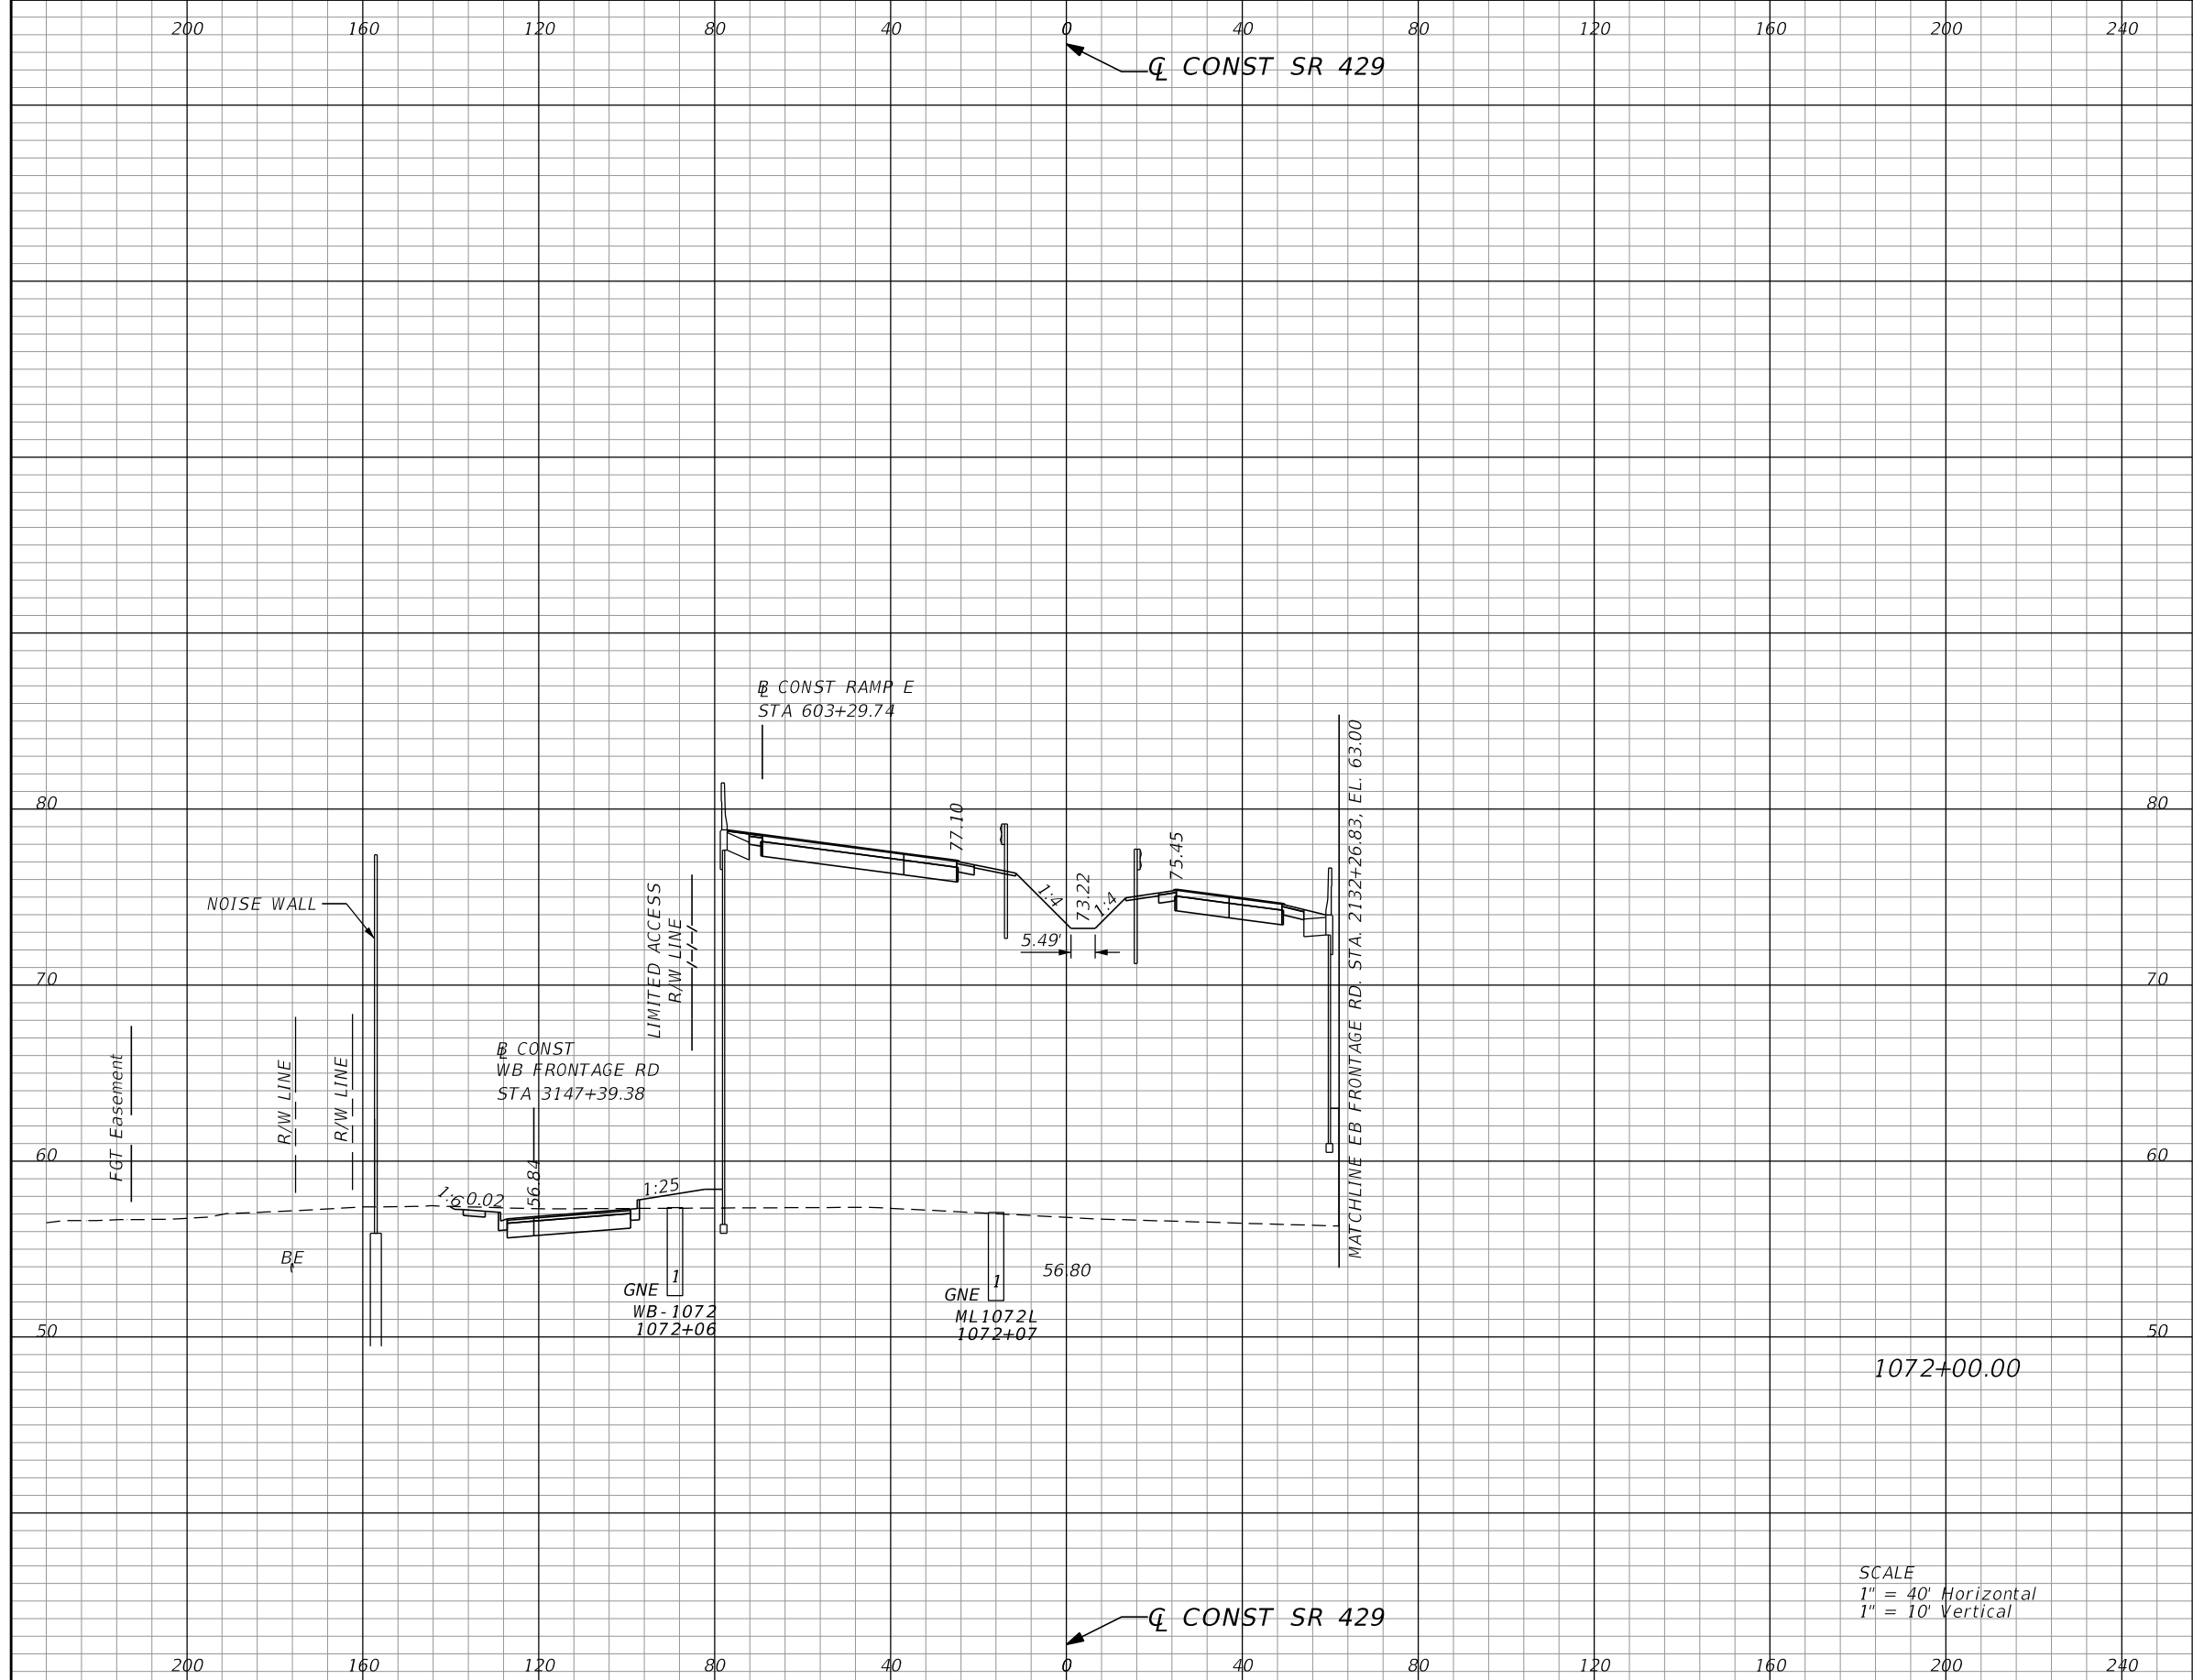 200 160 120 80 40 0 40 80 120 160 200 240
℄ CONST SR 429
B CONST RAMP E
STA 603+29.74
80 80
77.10
75.45
73.22
1:4
1:4
5.49'
NOISE WALL
LIMITED ACCESS
R/W LINE
MATCHLINE EB FRONTAGE RD. STA. 2132+26.83, EL. 63.00
70 70
FGT Easement
R/W LINE
R/W LINE
B CONST
WB FRONTAGE RD
STA 3147+39.38
60 60
56.84
1:6
0.02
1:25
BE
GNE
1
WB-1072
1072+06
GNE
1
ML1072L
1072+07
56.80
50 50
1072+00.00
SCALE
1" = 40' Horizontal
1" = 10' Vertical
℄ CONST SR 429
200 160 120 80 40 0 40 80 120 160 200 240